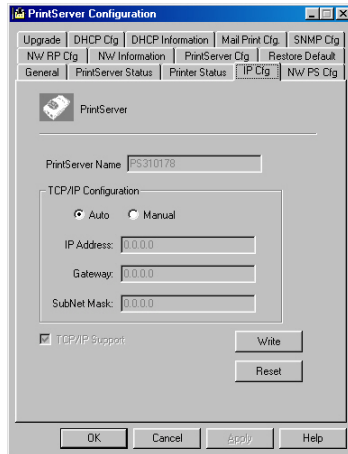 PrintServer Configuration
Upgrade DHCP Cfg DHCP Information Mail Print Cfg. SNMP Cfg
NW RP Cfg NW Information PrintServer Cfg Restore Default
General PrintServer Status Printer Status IP Cfg NW PS Cfg
PrintServer
PrintServer Name PS310178
TCP/IP Configuration
Auto Manual
IP Address: 0.0.0.0
Gateway: 0.0.0.0
SubNet Mask: 0.0.0.0
TCP/IP Support Write
Reset
OK Cancel Apply Help